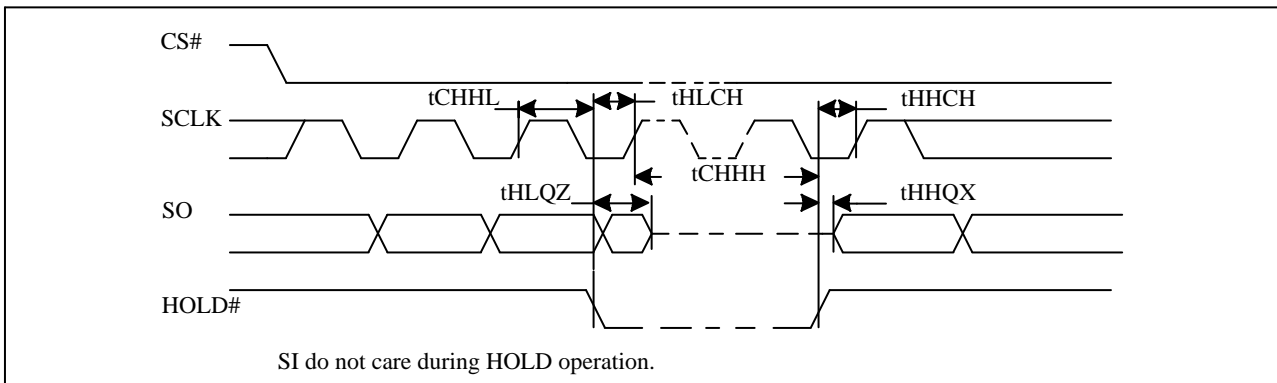 CS#
tCHHL
tHLCH
tHHCH
SCLK
tCHHH
tHLQZ
tHHQX
SO
HOLD#
SI do not care during HOLD operation.